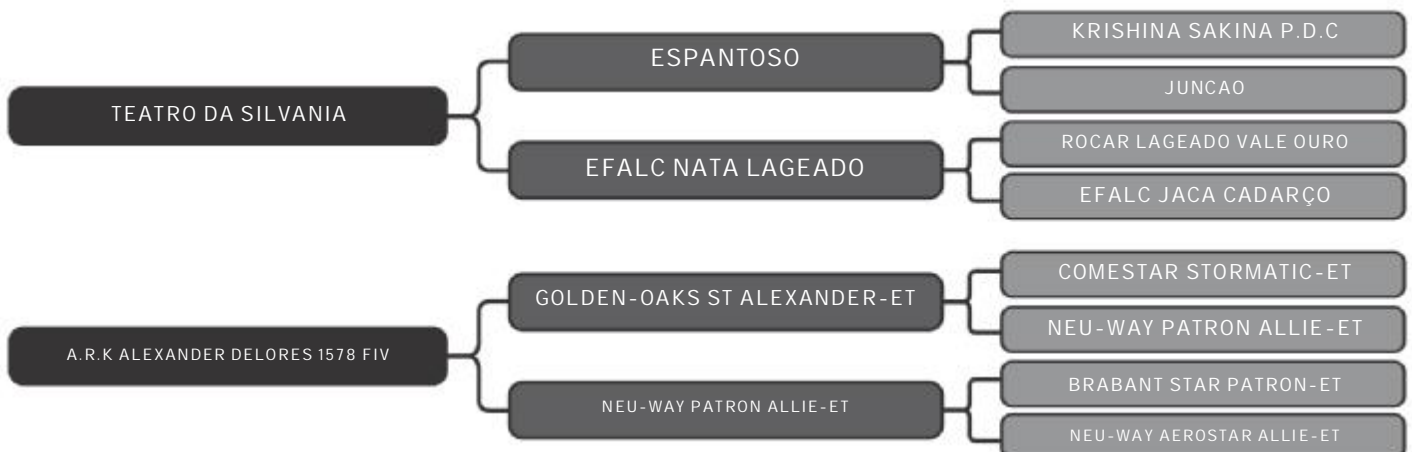 TEATRO DA SILVANIA
ESPANTOSO
KRISHINA SAKINA P.D.C
JUNCAO
EFALC NATA LAGEADO
ROCAR LAGEADO VALE OURO
EFALC JACA CADARÇO
A.R.K ALEXANDER DELORES 1578 FIV
GOLDEN-OAKS ST ALEXANDER-ET
COMESTAR STORMATIC-ET
NEU-WAY PATRON ALLIE-ET
NEU-WAY PATRON ALLIE-ET
BRABANT STAR PATRON-ET
NEU-WAY AEROSTAR ALLIE-ET